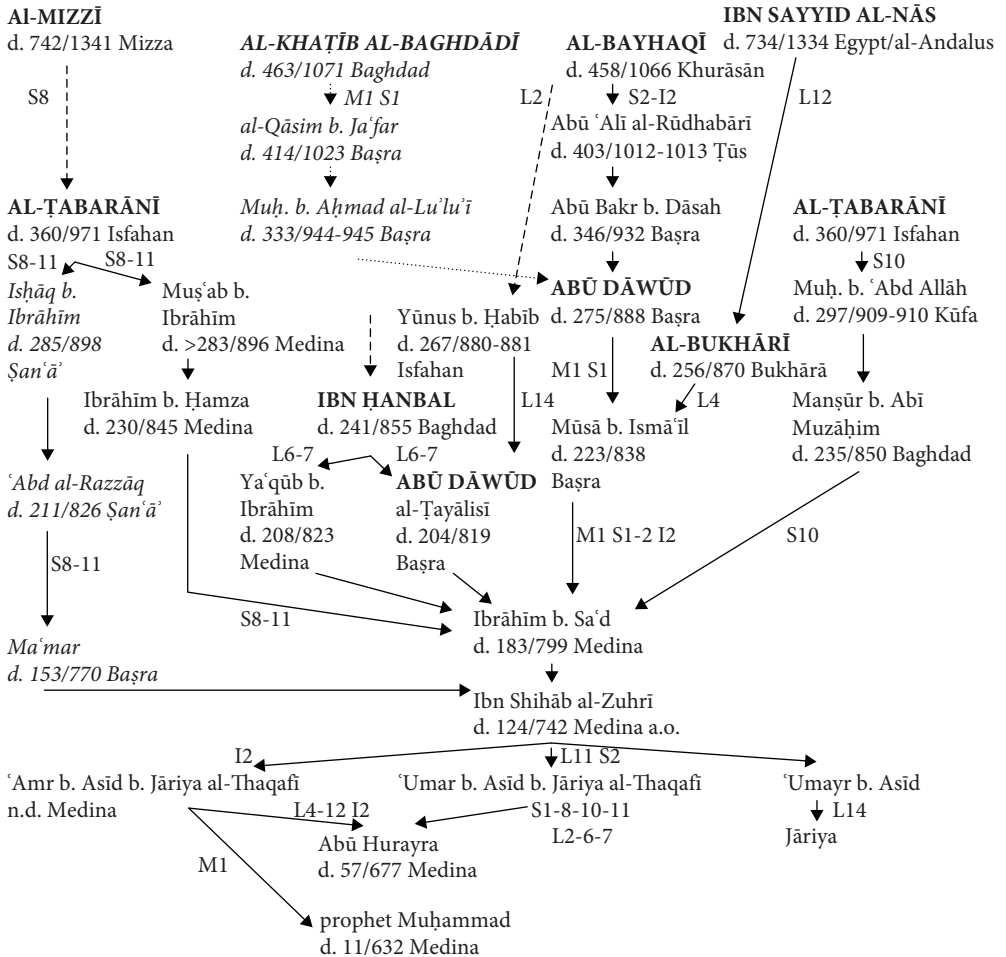 Al-MIZZĪ
d. 742/1341 Mizza
AL-KHAṬĪB AL-BAGHDĀDĪ
d. 463/1071 Baghdad
AL-BAYHAQĪ
d. 458/1066 Khurāsān
IBN SAYYID AL-NĀS
d. 734/1334 Egypt/al-Andalus
S8
M1 S1
L2
S2-I2
L12
al-Qāsim b. Jaʿfar
d. 414/1023 Baṣra
Abū ʿAlī al-Rūdhabārī
d. 403/1012-1013 Ṭūs
AL-ṬABARĀNĪ
d. 360/971 Isfahan
Muḥ. b. Aḥmad al-Luʾluʾī
d. 333/944-945 Baṣra
Abū Bakr b. Dāsah
d. 346/932 Baṣra
AL-ṬABARĀNĪ
d. 360/971 Isfahan
S8-11
S8-11
S10
Isḥāq b.
Ibrāhīm
d. 285/898
Ṣanʿāʾ
Muṣʿab b.
Ibrāhīm
d. >283/896 Medina
Yūnus b. Ḥabīb
d. 267/880-881
Isfahan
ABŪ DĀWŪD
d. 275/888 Baṣra
Muḥ. b. ʿAbd Allāh
d. 297/909-910 Kūfa
AL-BUKHĀRĪ
d. 256/870 Bukhārā
M1 S1
L4
L14
Ibrāhīm b. Ḥamza
d. 230/845 Medina
IBN ḤANBAL
d. 241/855 Baghdad
Mūsā b. Ismāʿīl
d. 223/838
Baṣra
Manṣūr b. Abī
Muzāḥim
d. 235/850 Baghdad
L6-7
L6-7
ʿAbd al-Razzāq
d. 211/826 Ṣanʿāʾ
Yaʿqūb b.
Ibrāhīm
d. 208/823
Medina
ABŪ DĀWŪD
al-Ṭayālisī
d. 204/819
Baṣra
M1 S1-2 I2
S10
S8-11
S8-11
Maʿmar
d. 153/770 Baṣra
Ibrāhīm b. Saʿd
d. 183/799 Medina
Ibn Shihāb al-Zuhrī
d. 124/742 Medina a.o.
I2
L11 S2
ʿAmr b. Asīd b. Jāriya al-Thaqafī
n.d. Medina
ʿUmar b. Asīd b. Jāriya al-Thaqafī
ʿUmayr b. Asīd
L4-12 I2
S1-8-10-11
L2-6-7
L14
Jāriya
Abū Hurayra
d. 57/677 Medina
M1
prophet Muḥammad
d. 11/632 Medina